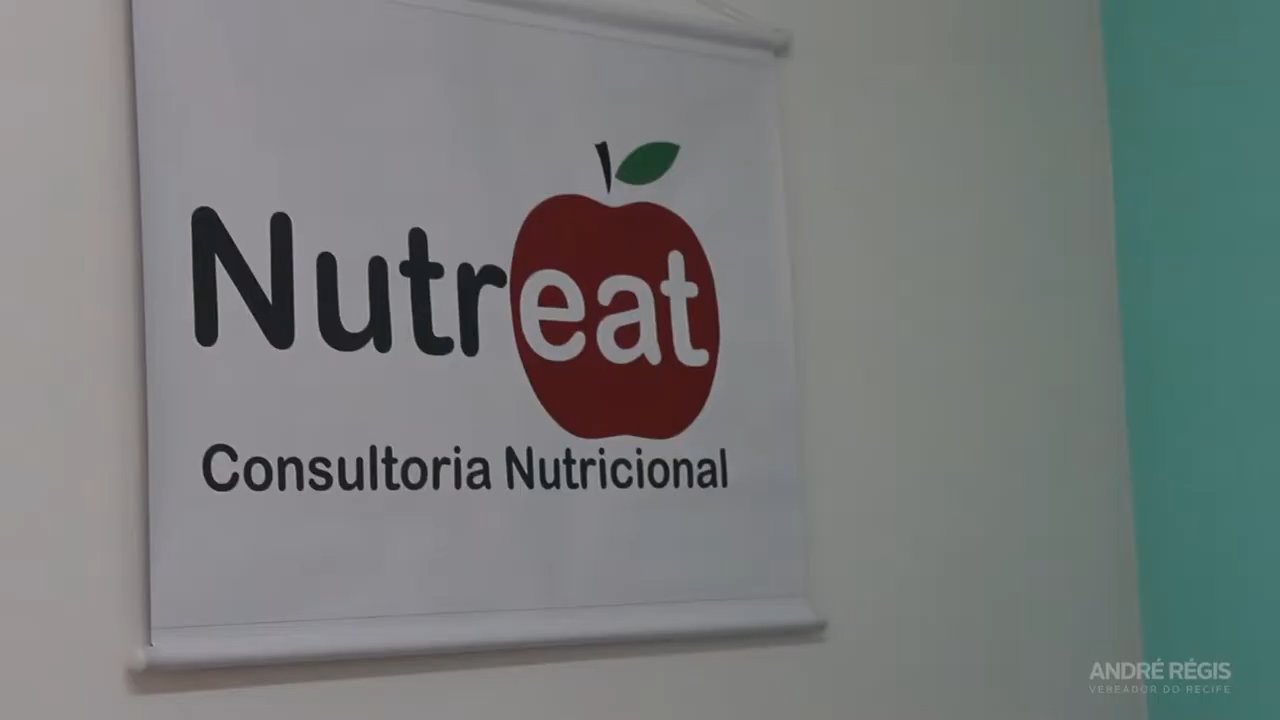 Nutreat
Consultoria Nutricional
ANDRÉ RÉGIS
VEREADOR DO RECIFE